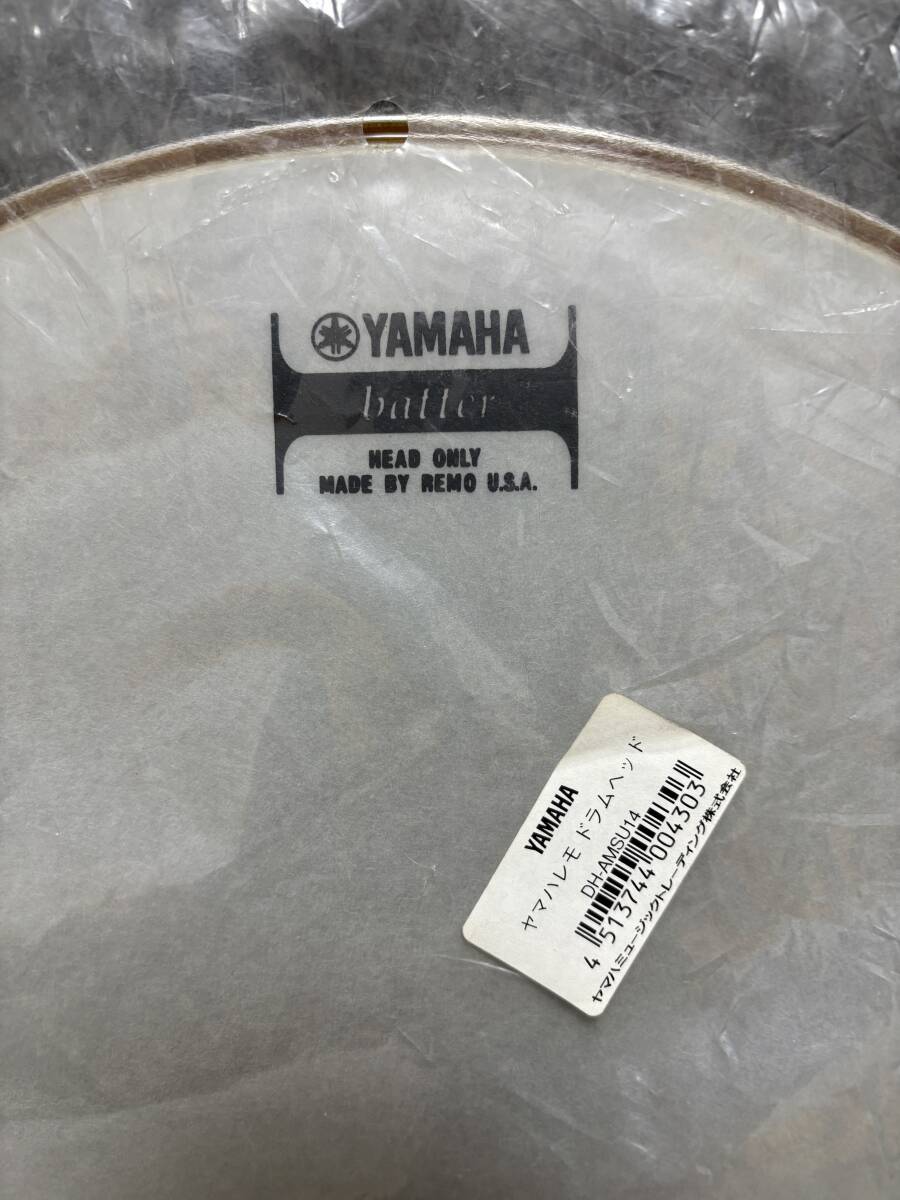 YAMAHA
batter
HEAD ONLY
MADE BY REMO U.S.A.
YAMAHA
ヤマハレモ ドラムヘッド
DH-AMSU14
4 513744 004303
ヤマハミュージックトレーディング株式会社